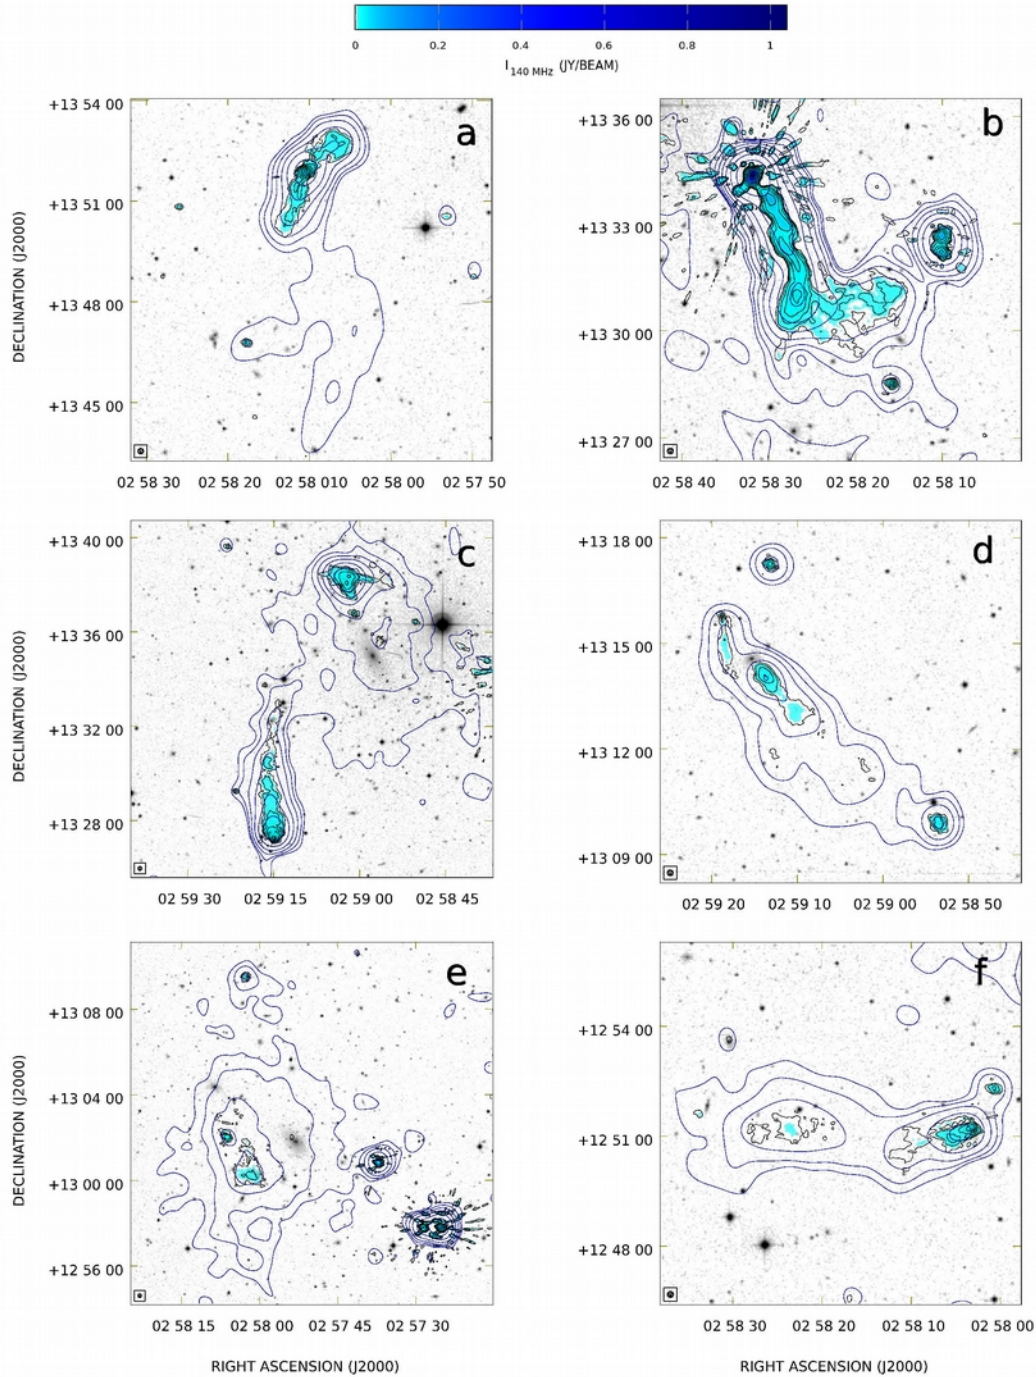 0 0.2 0.4 0.6 0.8 1
I 140 MHz (JY/BEAM)
a
+13 54 00
+13 51 00
+13 48 00
+13 45 00
DECLINATION (J2000)
02 58 30 02 58 20 02 58 010 02 58 00 02 57 50
b
+13 36 00
+13 33 00
+13 30 00
+13 27 00
02 58 40 02 58 30 02 58 20 02 58 10
c
+13 40 00
+13 36 00
+13 32 00
+13 28 00
DECLINATION (J2000)
02 59 30 02 59 15 02 59 00 02 58 45
d
+13 18 00
+13 15 00
+13 12 00
+13 09 00
02 59 20 02 59 10 02 59 00 02 58 50
e
+13 08 00
+13 04 00
+13 00 00
+12 56 00
DECLINATION (J2000)
02 58 15 02 58 00 02 57 45 02 57 30
RIGHT ASCENSION (J2000)
f
+12 54 00
+12 51 00
+12 48 00
02 58 30 02 58 20 02 58 10 02 58 00
RIGHT ASCENSION (J2000)